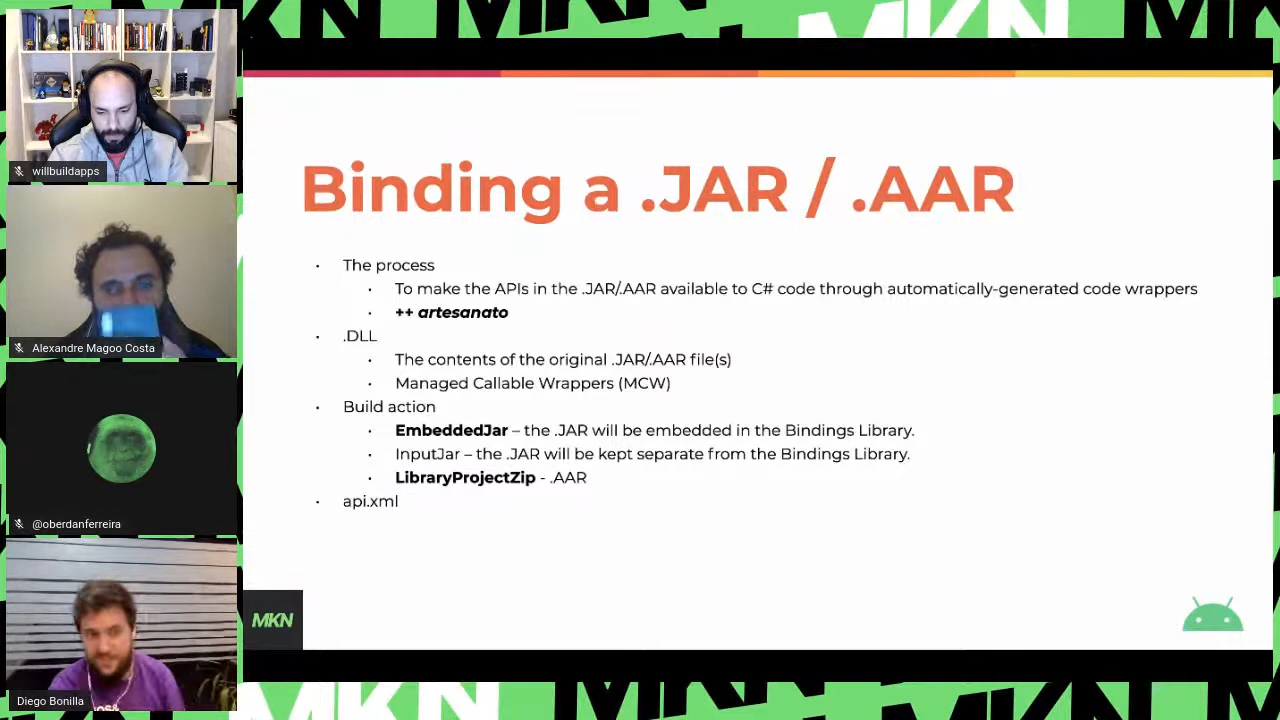 MKN
willbuildapps
Alexandre Magoo Costa
@oberdanferreira
Diego Bonilla
Binding a .JAR / .AAR
· The process
· To make the APIs in the .JAR/.AAR available to C# code through automatically-generated code wrappers
· ++ artesanato
· .DLL
· The contents of the original .JAR/.AAR file(s)
· Managed Callable Wrappers (MCW)
· Build action
· EmbeddedJar – the .JAR will be embedded in the Bindings Library.
· InputJar – the .JAR will be kept separate from the Bindings Library.
· LibraryProjectZip - .AAR
· api.xml
MKN
MKN